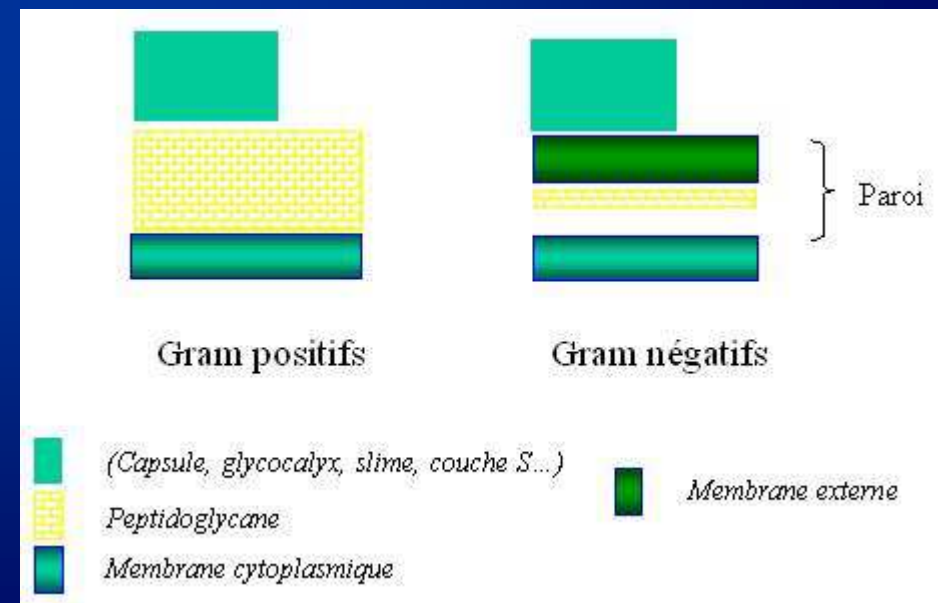 Paroi
Gram positifs
Gram négatifs
(Capsule, glycocalyx, slime, couche S...)
Peptidoglycane
Membrane cytoplasmique
Membrane externe